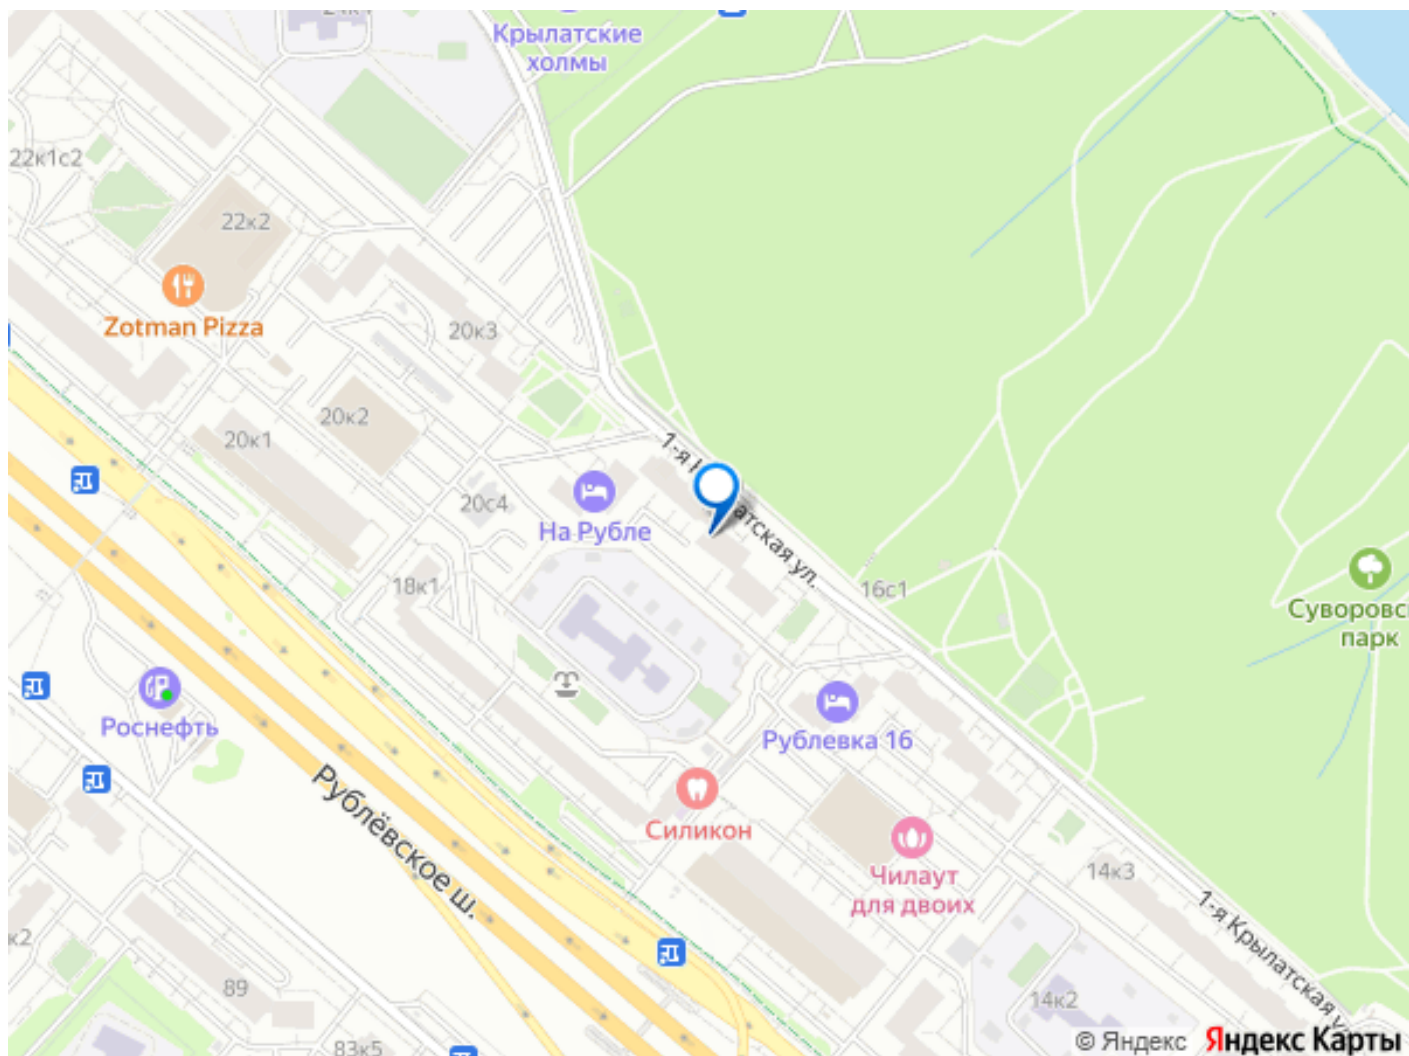 Крылатские
холмы
22к1с2
22к2
Zotman Pizza
20к3
20к2
20к1
1-я
атская ул.
20с4
На Рубле
18к1
16с1
Суворовс
парк
Роснефть
Рублевка 16
Рублёвское ш.
Силикон
Чилаут
для двоих
14к3
1-я Крылатская у
к2
89
14к2
83к5
© Яндекс Яндекс Карты